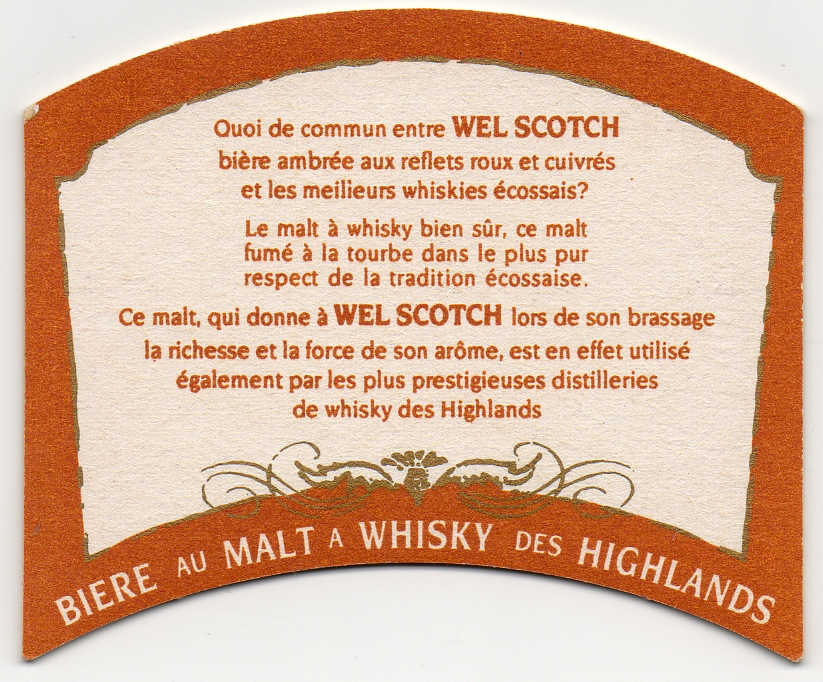 Quoi de commun entre WEL SCOTCH
bière ambrée aux reflets roux et cuivrés
et les meilieurs whiskies écossais?
Le malt à whisky bien sûr, ce malt
fumé à la tourbe dans le plus pur
respect de la tradition écossaise.
Ce malt, qui donne à WEL SCOTCH lors de son brassage
la richesse et la force de son arôme, est en effet utilisé
également par les plus prestigieuses distilleries
de whisky des Highlands
BIERE AU MALT A WHISKY DES HIGHLANDS